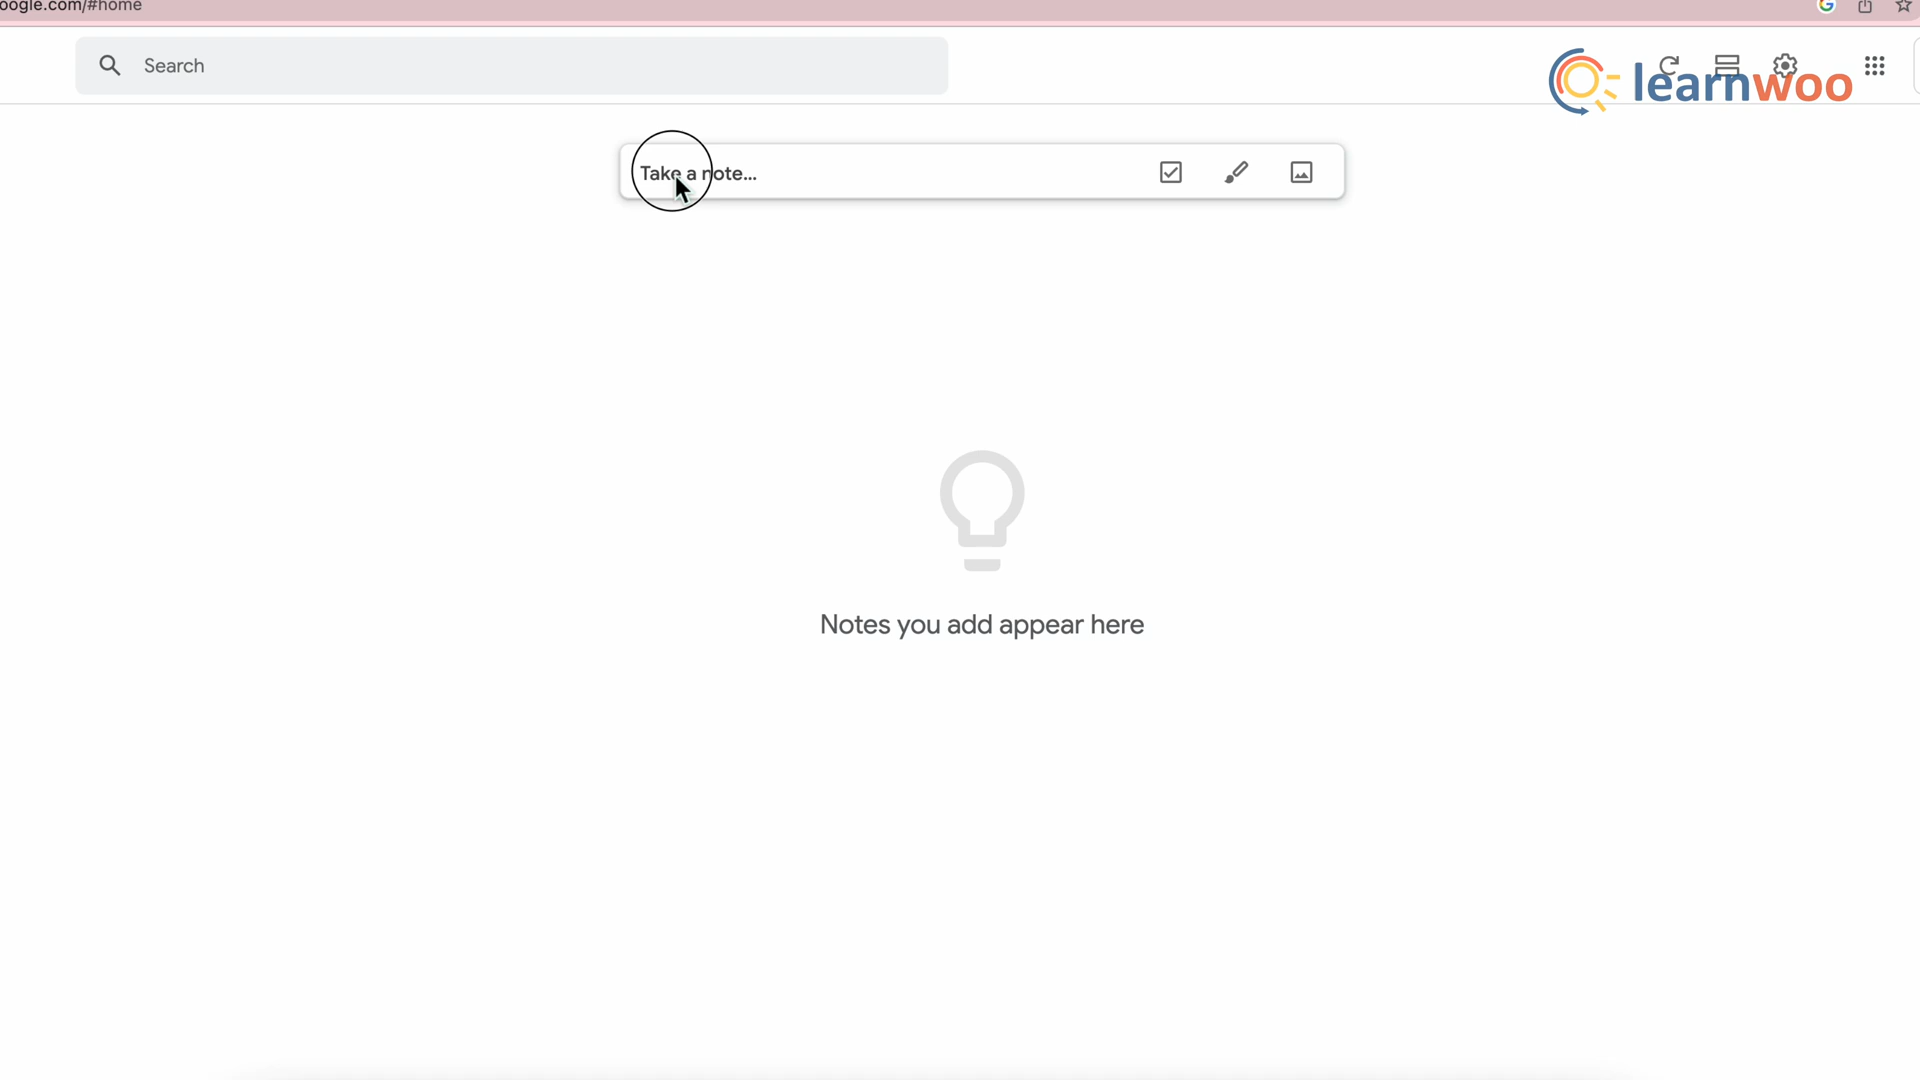 oogle.com/#home
Search
learnwoo
Take a note...
Notes you add appear here